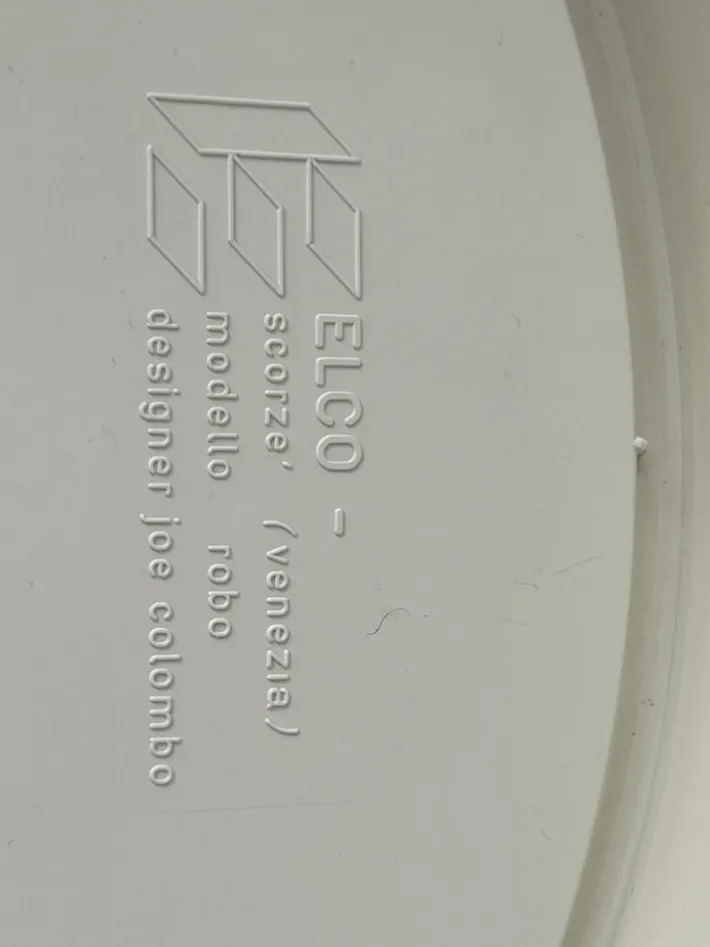 ELCO -
scorze' (venezia)
modello robo
designer joe colombo